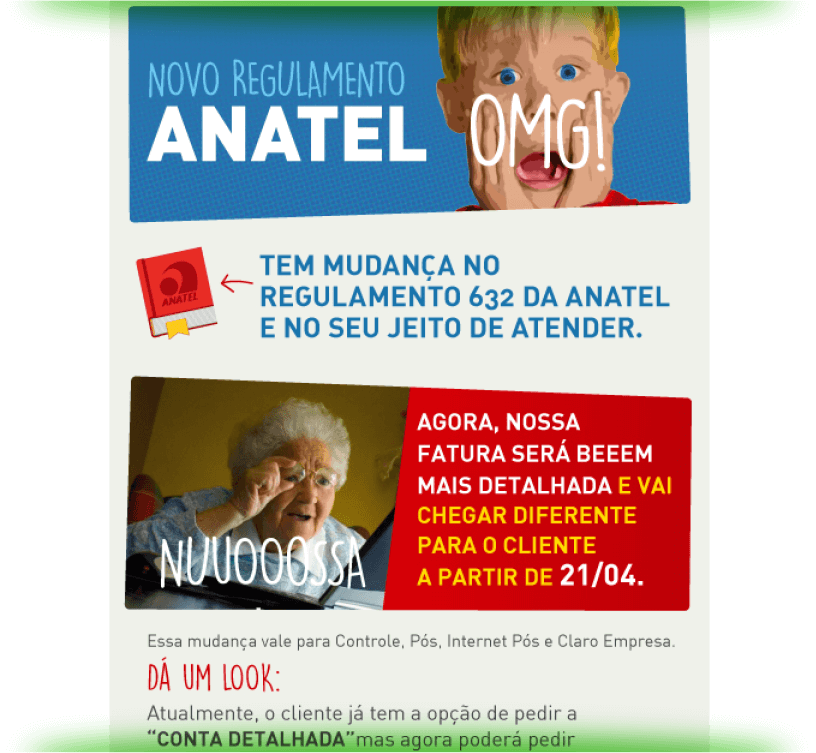 NOVO REGULAMENTO
ANATEL
OMG!
ANATEL
TEM MUDANÇA NO
REGULAMENTO 632 DA ANATEL
E NO SEU JEITO DE ATENDER.
NUUOOOSSA
AGORA, NOSSA
FATURA SERÁ BEEEM
MAIS DETALHADA E VAI
CHEGAR DIFERENTE
PARA O CLIENTE
A PARTIR DE 21/04.
Essa mudança vale para Controle, Pós, Internet Pós e Claro Empresa.
DÁ UM LOOK:
Atualmente, o cliente já tem a opção de pedir a
“CONTA DETALHADA”mas agora poderá pedir